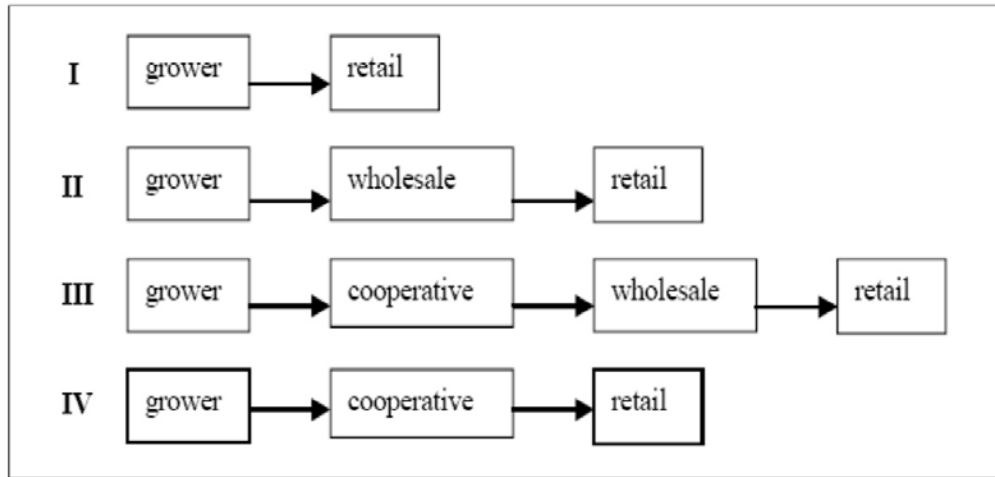 I grower retail
II grower wholesale retail
III grower cooperative wholesale retail
IV grower cooperative retail